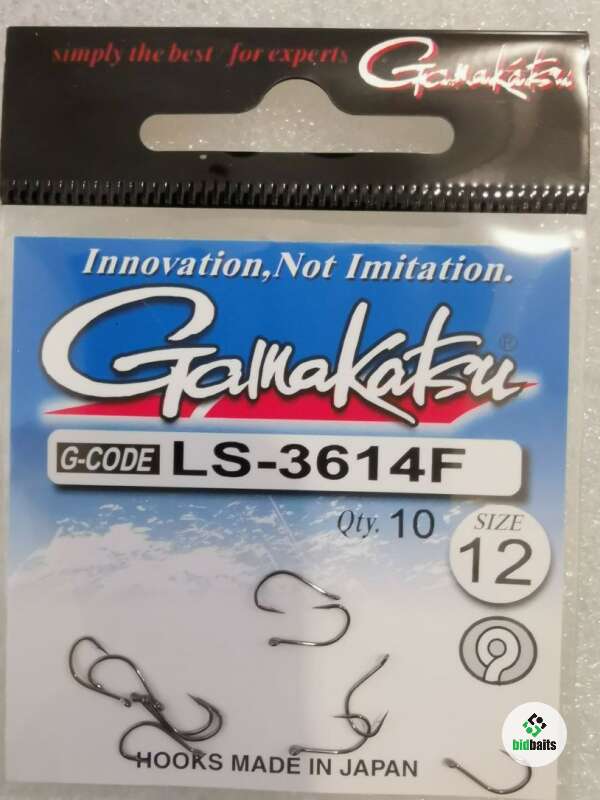 simply the best / for experts
Gamakatsu
Innovation,Not Imitation.
Gamakatsu®
G-CODE LS-3614F
Qty. 10
SIZE
12
bidbaits
HOOKS MADE IN JAPAN